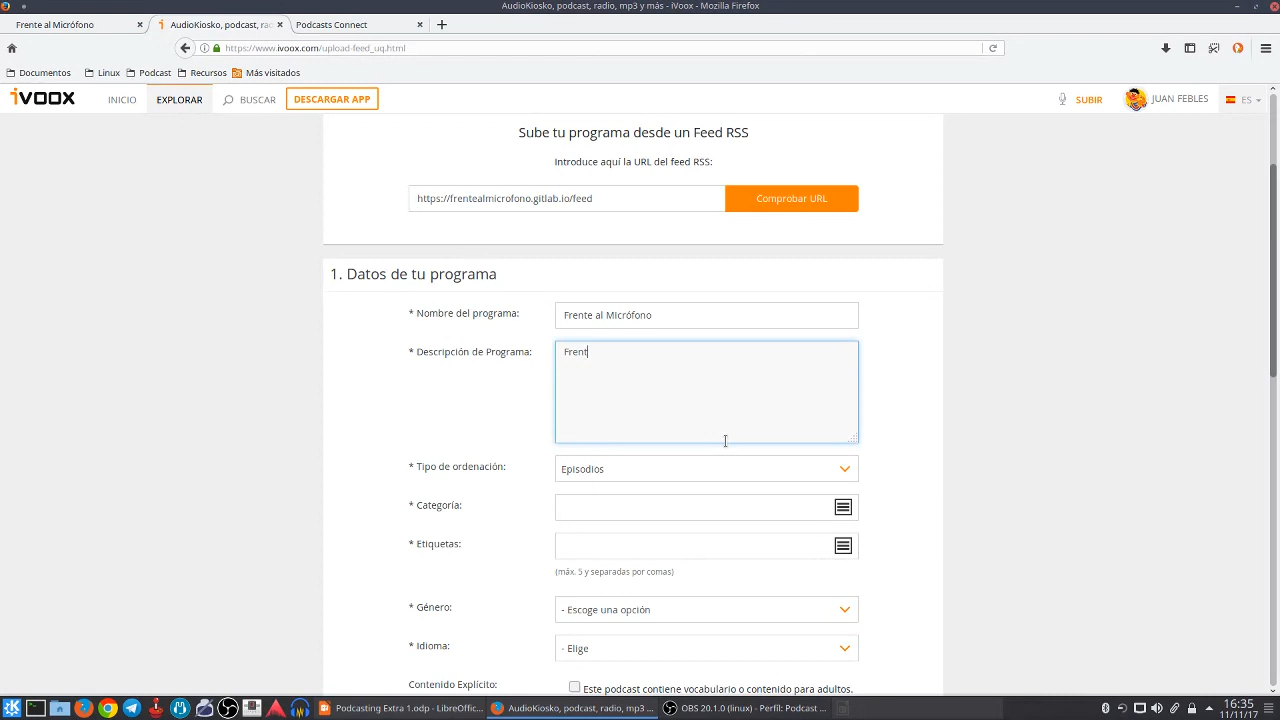 AudioKiosko, podcast, radio, mp3 y más - iVoox - Mozilla Firefox
Frente al Micrófono
AudioKiosko, podcast, rad
Podcasts Connect
https://www.ivoox.com/upload-feed_uq.html
Documentos
Linux
Podcast
Recursos
Más visitados
iVOOX
INICIO
EXPLORAR
BUSCAR
DESCARGAR APP
SUBIR
JUAN FEBLES
ES
Sube tu programa desde un Feed RSS
Introduce aquí la URL del feed RSS:
https://frentealmicrofono.gitlab.io/feed
Comprobar URL
1. Datos de tu programa
* Nombre del programa:
Frente al Micrófono
* Descripción de Programa:
Frent
* Tipo de ordenación:
Episodios
* Categoría:
* Etiquetas:
(máx. 5 y separadas por comas)
* Género:
- Escoge una opción
* Idioma:
- Elige
Contenido Explícito:
Este podcast contiene vocabulario o contenido para adultos.
Podcasting Extra 1.odp - LibreOffic...
AudioKiosko, podcast, radio, mp3 ...
OBS 20.1.0 (linux) - Perfil: Podcast ...
16:35
11/11/17